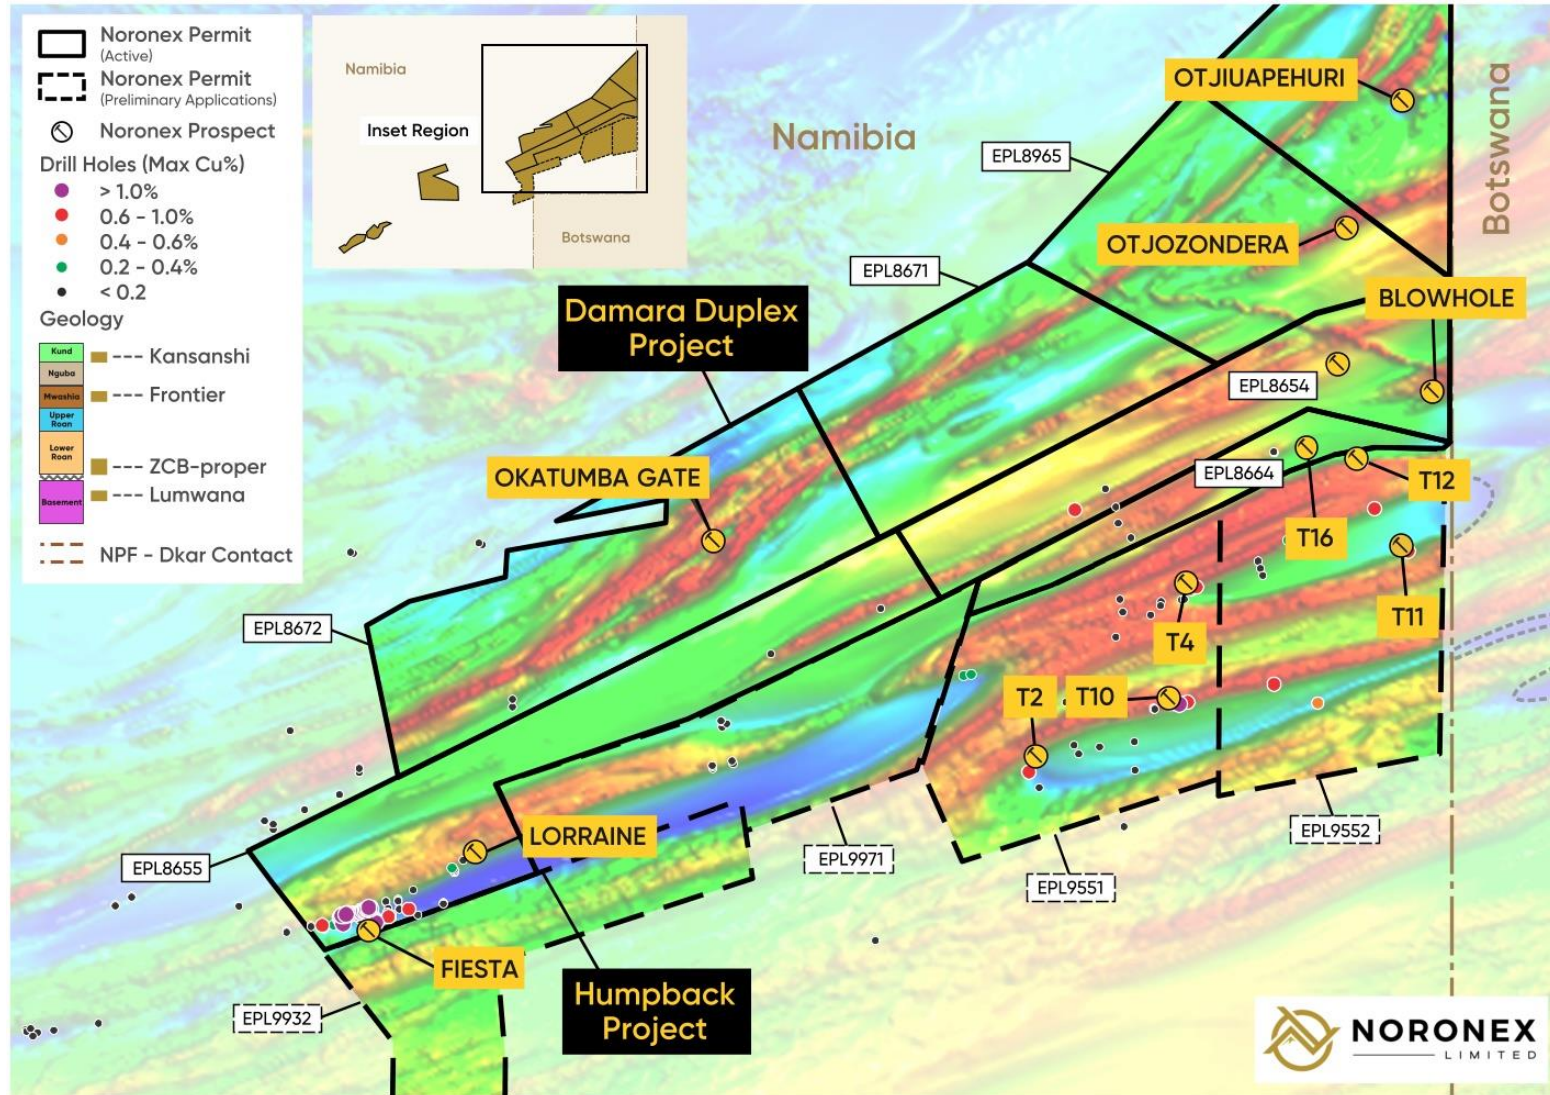 Noronex Permit
(Active)
Noronex Permit
(Preliminary Applications)
Noronex Prospect
Drill Holes (Max Cu%)
> 1.0%
0.6 - 1.0%
0.4 - 0.6%
0.2 - 0.4%
< 0.2
Geology
Kund
Nguba
Mwashia
Upper
Roan
Lower
Roan
Basement
Kansanshi
Frontier
ZCB-proper
Lumwana
NPF - Dkar Contact
Namibia
Inset Region
Botswana
Namibia
Botswana
OTJIUAPEHURI
EPL8965
OTJOZONDERA
EPL8671
BLOWHOLE
Damara Duplex
Project
EPL8654
OKATUMBA GATE
EPL8664
T12
T16
T11
EPL8672
T4
T2
T10
LORRAINE
EPL9552
EPL8655
EPL9971
EPL9551
FIESTA
Humpback
Project
EPL9932
NORONEX
LIMITED